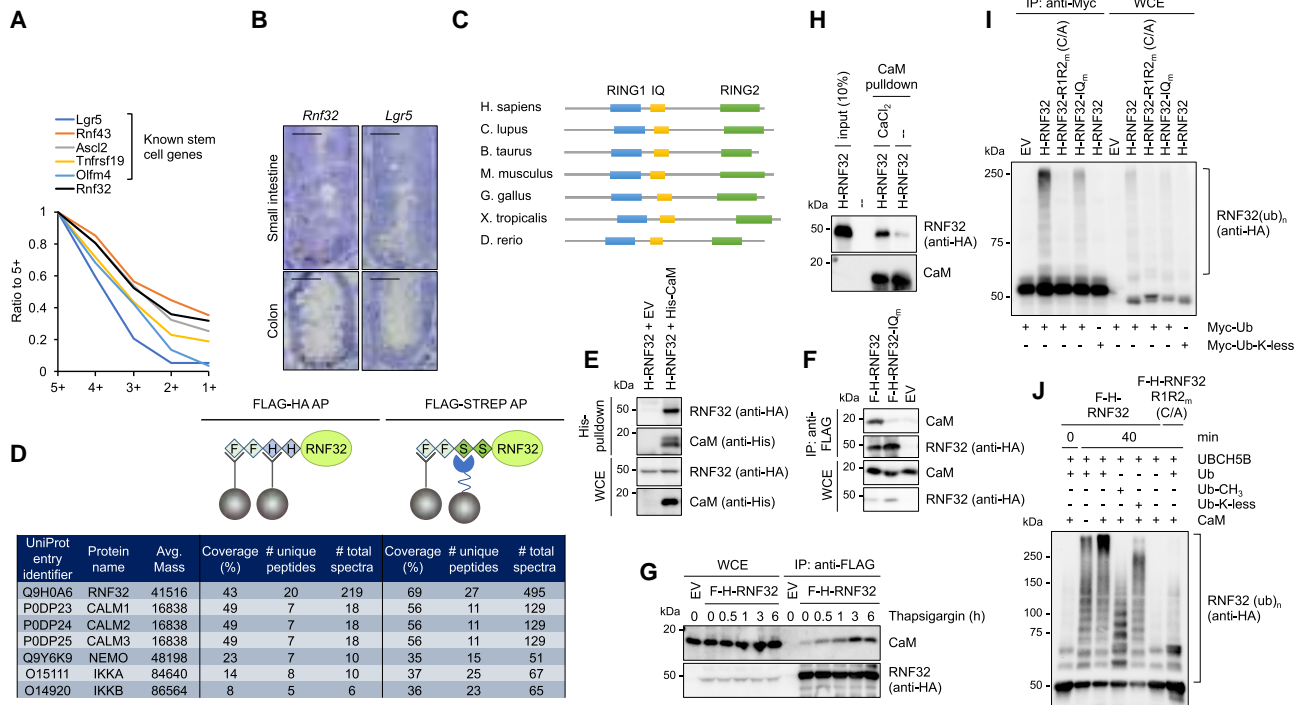 A
Lgr5
Rnf43
Ascl2
Tnfrsf19
Olfm4
Rnf32
Known stem
cell genes
Ratio to 5+
1
0.8
0.6
0.4
0.2
0
5+ 4+ 3+ 2+ 1+
B
Rnf32 Lgr5
Small intestine
Colon
C
RING1 IQ RING2
H. sapiens
C. lupus
B. taurus
M. musculus
G. gallus
X. tropicalis
D. rerio
D
FLAG-HA AP FLAG-STREP AP
F F H H RNF32
F F S S RNF32
UniProt entry identifier Protein name Avg. Mass Coverage (%) # unique peptides # total spectra Coverage (%) # unique peptides # total spectra
Q9H0A6 RNF32 41516 43 20 219 69 27 495
P0DP23 CALM1 16838 49 7 18 56 11 129
P0DP24 CALM2 16838 49 7 18 56 11 129
P0DP25 CALM3 16838 49 7 18 56 11 129
Q9Y6K9 NEMO 48198 23 7 10 35 15 51
O15111 IKKA 84640 14 8 10 37 25 67
O14920 IKKB 86564 8 5 6 36 23 65
E
H-RNF32 + EV
H-RNF32 + His-CaM
kDa
His-pulldown
50 RNF32 (anti-HA)
20 CaM (anti-His)
WCE
50 RNF32 (anti-HA)
20 CaM (anti-His)
F
F-H-RNF32
F-H-RNF32-IQm
EV
kDa
IP: anti-FLAG
20 CaM
50 RNF32 (anti-HA)
WCE
20 CaM
50 RNF32 (anti-HA)
G
WCE IP: anti-FLAG
EV F-H-RNF32 EV F-H-RNF32
kDa 0 0 0.5 1 3 6 0 0 0.5 1 3 6 Thapsigargin (h)
20 CaM
50 RNF32
(anti-HA)
H
CaM
pulldown
input (10%)
CaCl2
--
H-RNF32
--
H-RNF32
H-RNF32
kDa
50 RNF32
(anti-HA)
20 CaM
I
IP: anti-Myc WCE
EV
H-RNF32
H-RNF32-R1R2m (C/A)
H-RNF32-IQm
H-RNF32
EV
H-RNF32
H-RNF32-R1R2m (C/A)
H-RNF32-IQm
H-RNF32
kDa
250
75
50
RNF32(ub)n
(anti-HA)
+ + + + - + + + + - Myc-Ub
- - - - + - - - - + Myc-Ub-K-less
J
F-H-RNF32
R1R2m
(C/A)
F-H-
RNF32
0 40 min
+ + + + + + + UBCH5B
+ + + - - - + Ub
- - - + - - - Ub-CH3
- - - - + - - Ub-K-less
+ - + + + + + CaM
kDa
250
150
100
75
50
RNF32 (ub)n
(anti-HA)